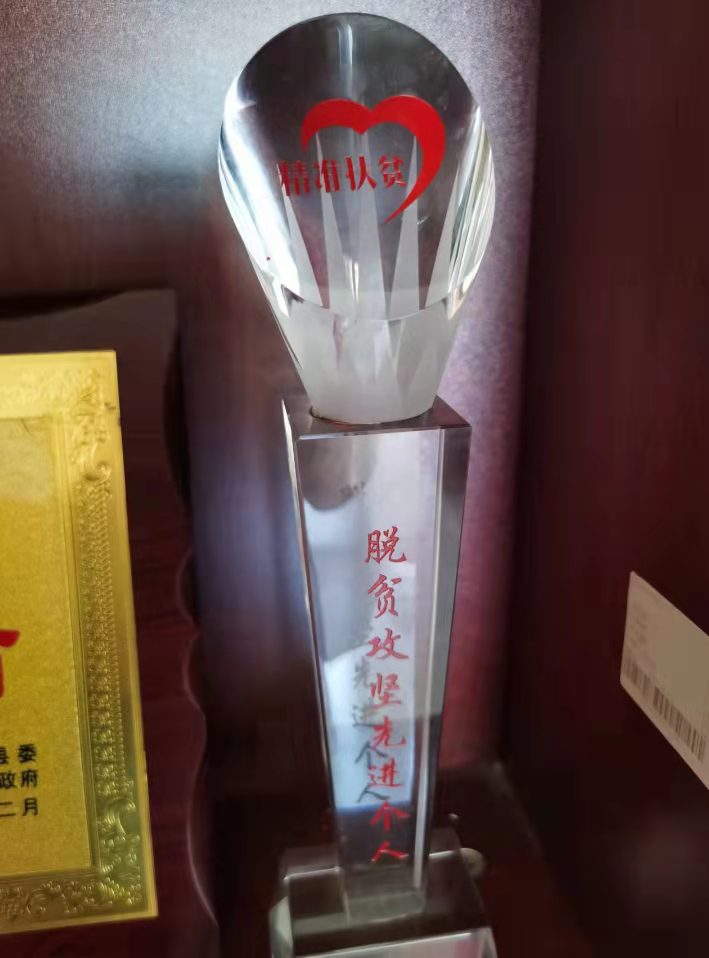 精准扶贫
脱贫攻坚先进个人
县委
政府
二月